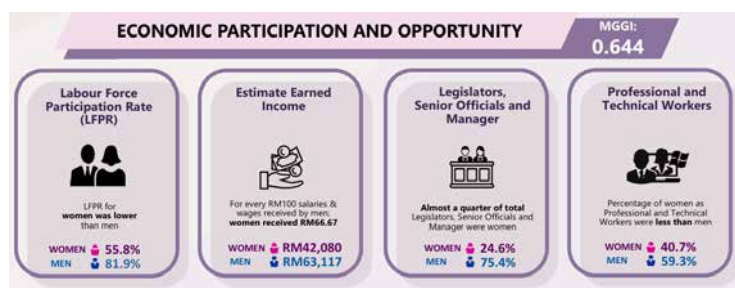 ECONOMIC PARTICIPATION AND OPPORTUNITY
MGGI:
0.644
Labour Force
Participation Rate
(LFPR)
LFPR for
women was lower
than men
WOMEN 55.8%
MEN 81.9%
Estimate Earned
Income
For every RM100 salaries &
wages received by men;
women received RM66.67
WOMEN RM42,080
MEN RM63,117
Legislators,
Senior Officials and
Manager
Almost a quarter of total
Legislators, Senior Officials and
Manager were women
WOMEN 24.6%
MEN 75.4%
Professional and
Technical Workers
Percentage of women as
Professional and Technical
Workers were less than men
WOMEN 40.7%
MEN 59.3%